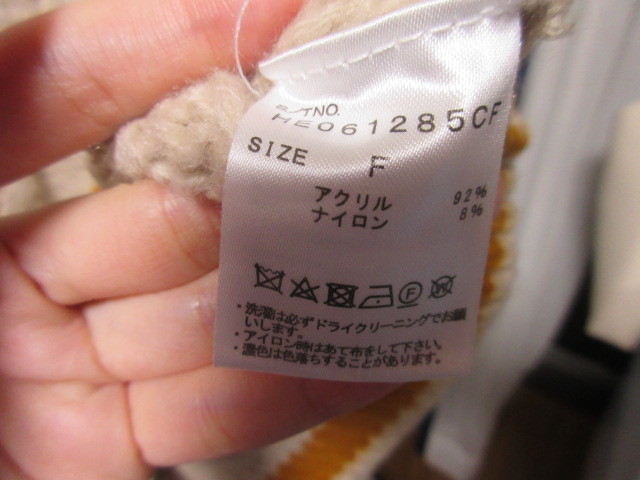 HE061285CF
SIZE F
アクリル 92%
ナイロン 8%
F
・洗濯は必ずドライクリーニングでお願
いします。
・アイロン時はあて布をして下さい。
・濃色は色落ちすることがあります。